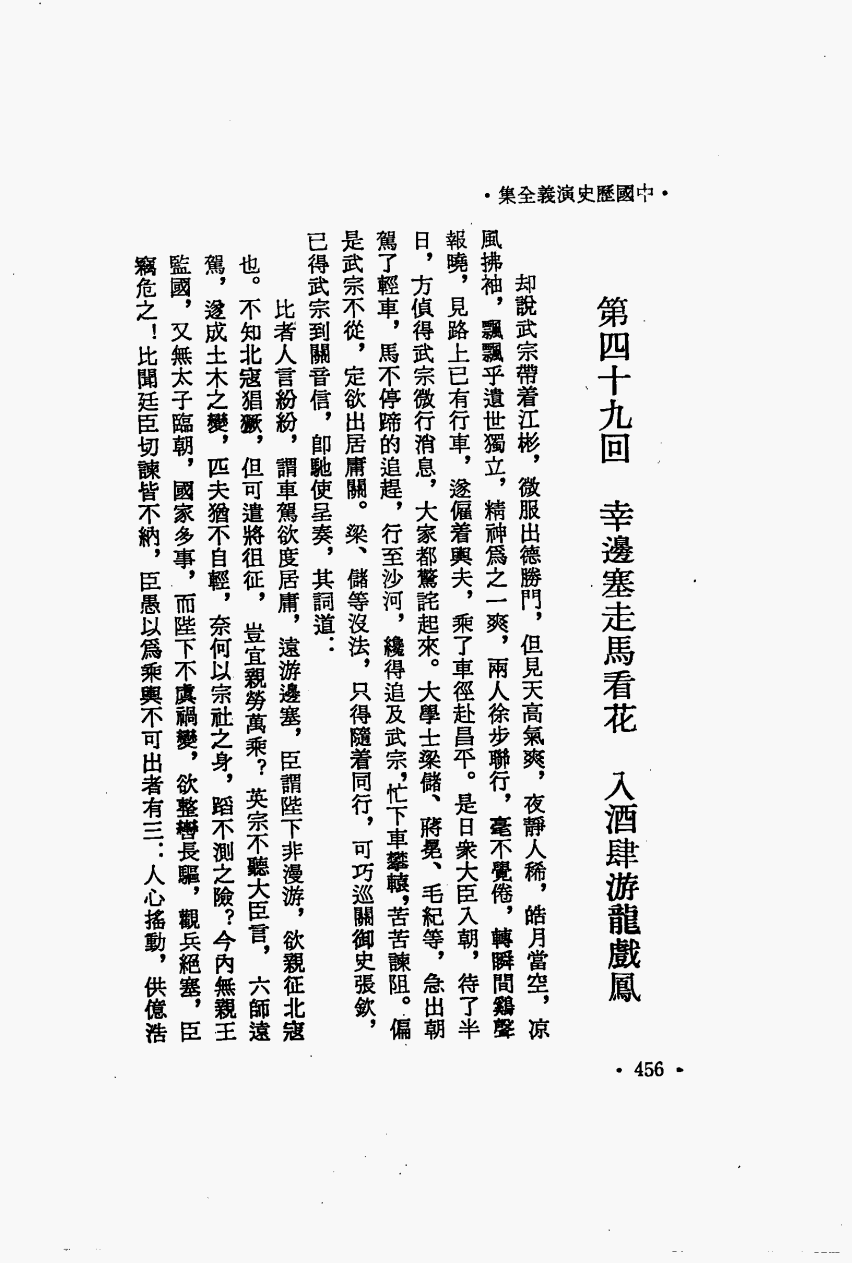 ·中國歷史演義全集·
第四十九回　幸邊塞走馬看花　入酒肆游龍戲鳳
却說武宗帶着江彬，微服出德勝門，但見天高氣爽，夜靜人稀，皓月當空，凉
風拂袖，飄飄乎遺世獨立，精神爲之一爽，兩人徐步聯行，毫不覺倦，轉瞬間鷄聲
報曉，見路上已有行車，遂僱着輿夫，乘了車徑赴昌平。是日衆大臣入朝，待了半
日，方偵得武宗微行消息，大家都驚詫起來。大學士梁儲、蔣冕、毛紀等，急出朝
駕了輕車，馬不停蹄的追趕，行至沙河，纔得追及武宗，忙下車攀轅，苦苦諫阻。偏
是武宗不從，定欲出居庸關。梁、儲等沒法，只得隨着同行，可巧巡關御史張欽，
已得武宗到關音信，卽馳使呈奏，其詞道：
比者人言紛紛，謂車駕欲度居庸，遠游邊塞，臣謂陛下非漫游，欲親征北寇
也。不知北寇猖獗，但可遣將徂征，豈宜親勞萬乘？英宗不聽大臣言，六師遠
駕，遂成土木之變，匹夫猶不自輕，奈何以宗社之身，蹈不測之險？今內無親王
監國，又無太子臨朝，國家多事，而陛下不虞禍變，欲整轡長驅，觀兵絕塞，臣
竊危之！比聞廷臣切諫皆不納，臣愚以爲乘輿不可出者有三：人心搖動，供億浩
·456·